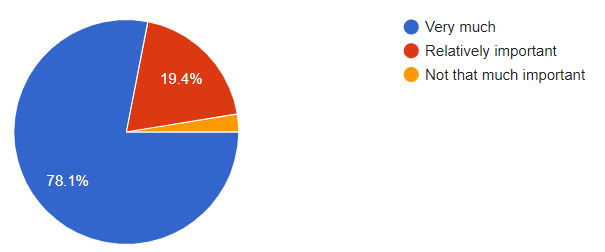 Very much
Relatively important
Not that much important
19.4%
78.1%